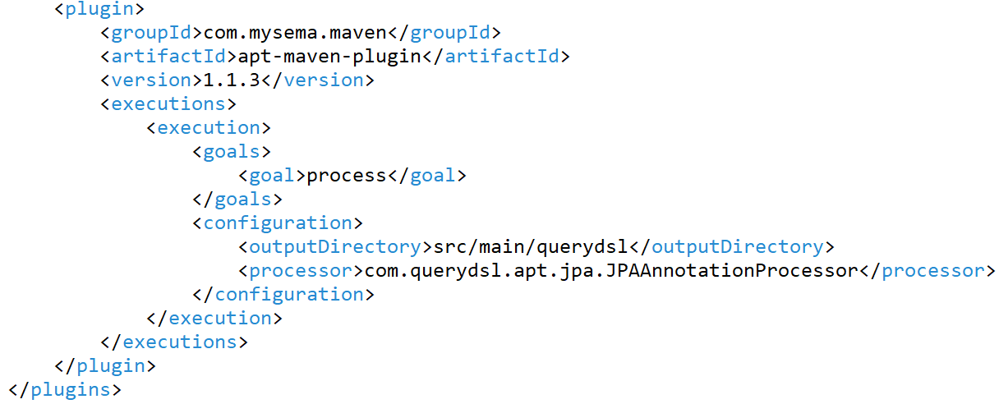 <plugin>
<groupId>com.mysema.maven</groupId>
<artifactId>apt-maven-plugin</artifactId>
<version>1.1.3</version>
<executions>
<execution>
<goals>
<goal>process</goal>
</goals>
<configuration>
<outputDirectory>src/main/querydsl</outputDirectory>
<processor>com.querydsl.apt.jpa.JPAAnnotationProcessor</processor>
</configuration>
</execution>
</executions>
</plugin>
</plugins>